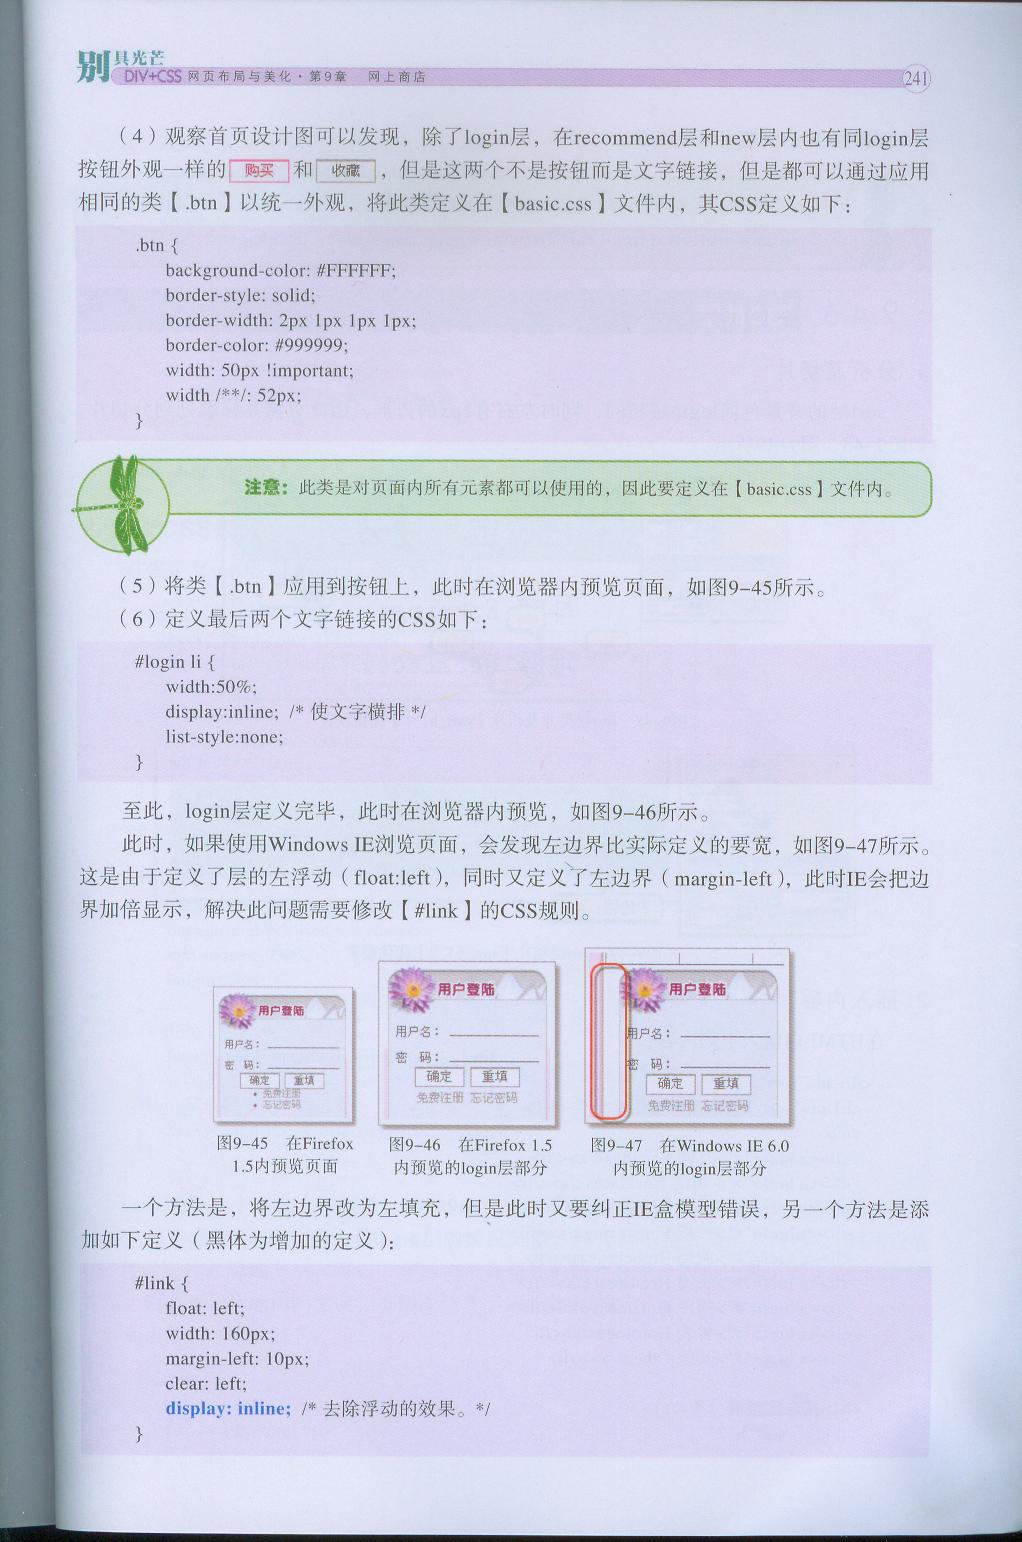 别具光芒
DIV+CSS 网页布局与美化·第9章 网上商店
241
（4）观察首页设计图可以发现，除了login层，在recommend层和new层内也有同login层
按钮外观一样的 购买 和 收藏 ，但是这两个不是按钮而是文字链接，但是都可以通过应用
相同的类【.btn】以统一外观，将此类定义在【basic.css】文件内，其CSS定义如下：
.btn {
background-color: #FFFFFF;
border-style: solid;
border-width: 2px 1px 1px 1px;
border-color: #999999;
width: 50px !important;
width /**/: 52px;
}
注意：此类是对页面内所有元素都可以使用的，因此要定义在【basic.css】文件内。
（5）将类【.btn】应用到按钮上，此时在浏览器内预览页面，如图9-45所示。
（6）定义最后两个文字链接的CSS如下：
#login li {
width:50%;
display:inline; /* 使文字横排 */
list-style:none;
}
至此，login层定义完毕，此时在浏览器内预览，如图9-46所示。
此时，如果使用Windows IE浏览页面，会发现左边界比实际定义的要宽，如图9-47所示。
这是由于定义了层的左浮动（float:left），同时又定义了左边界（margin-left），此时IE会把边
界加倍显示，解决此问题需要修改【#link】的CSS规则。
用户登陆
用户名：
密 码：
确定 重填
• 免费注册
• 忘记密码
用户登陆
用户名：
密 码：
确定 重填
免费注册 忘记密码
用户登陆
用户名：
密 码：
确定 重填
免费注册 忘记密码
图9-45 在Firefox
1.5内预览页面
图9-46 在Firefox 1.5
内预览的login层部分
图9-47 在Windows IE 6.0
内预览的login层部分
一个方法是，将左边界改为左填充，但是此时又要纠正IE盒模型错误，另一个方法是添
加如下定义（黑体为增加的定义）：
#link {
float: left;
width: 160px;
margin-left: 10px;
clear: left;
display: inline; /* 去除浮动的效果。*/
}